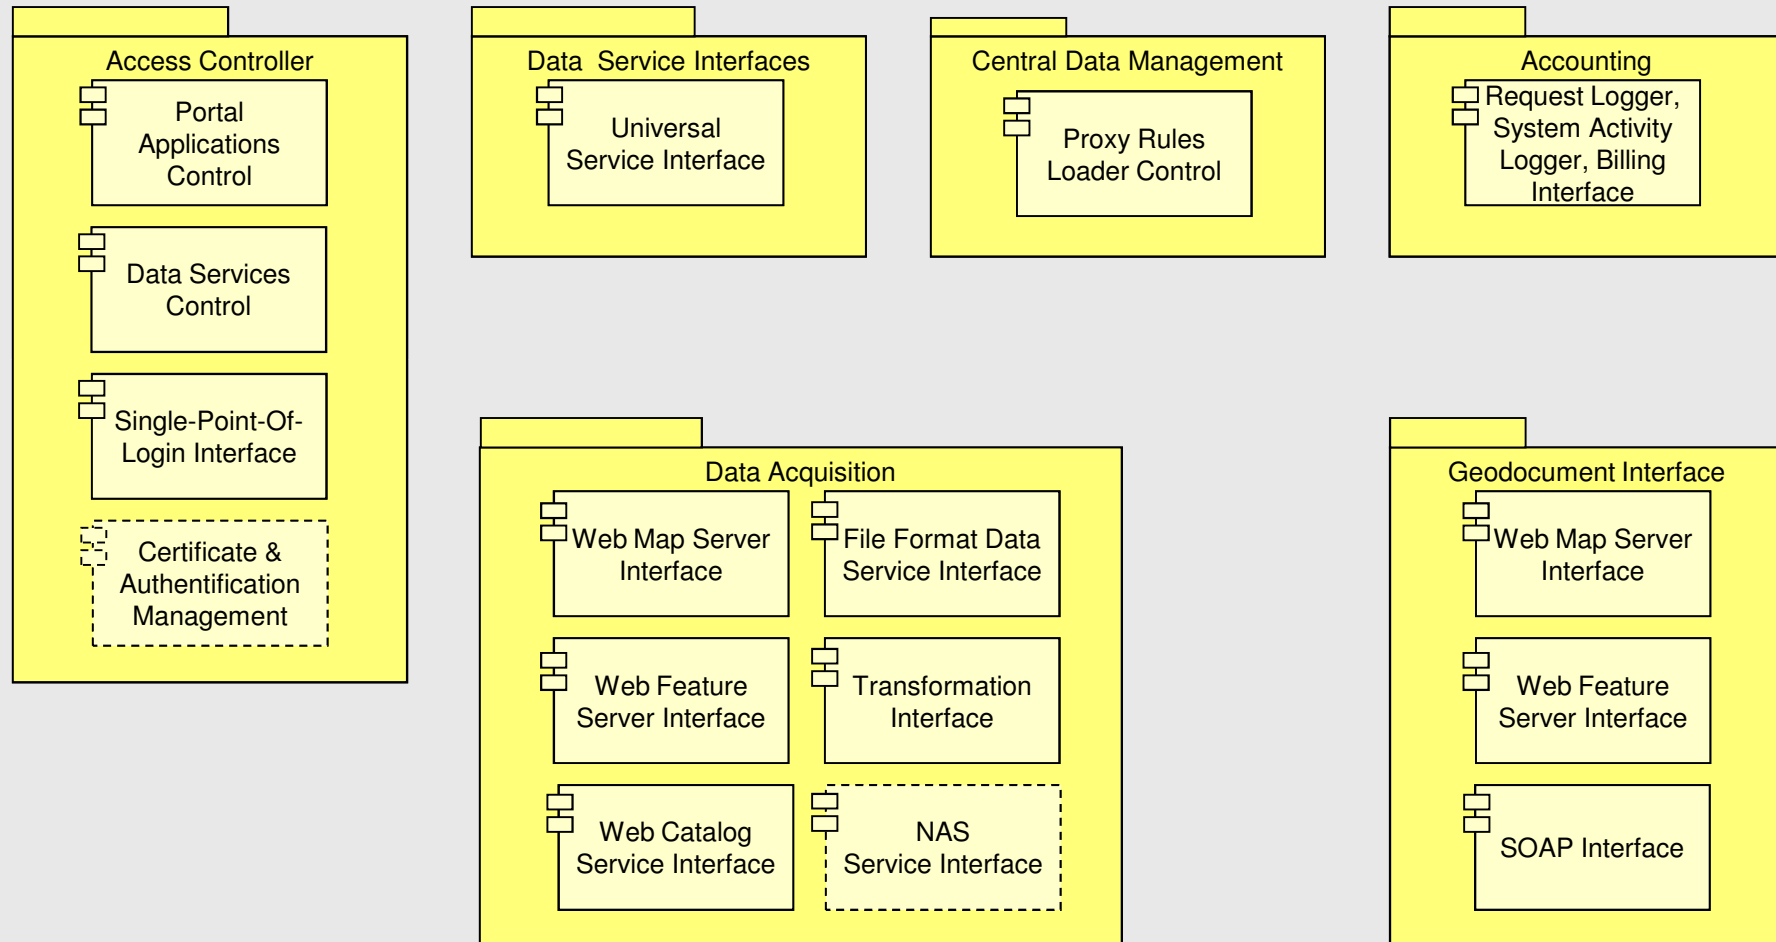 Access Controller
Portal
Applications
Control
Data Services
Control
Single-Point-Of-
Login Interface
Certificate &
Authentification
Management
Data  Service Interfaces
Universal
Service Interface
Central Data Management
Proxy Rules
Loader Control
Accounting
Request Logger,
System Activity
Logger, Billing
Interface
Data Acquisition
Web Map Server
Interface
File Format Data
Service Interface
Web Feature
Server Interface
Transformation
Interface
Web Catalog
Service Interface
NAS
Service Interface
Geodocument Interface
Web Map Server
Interface
Web Feature
Server Interface
SOAP Interface